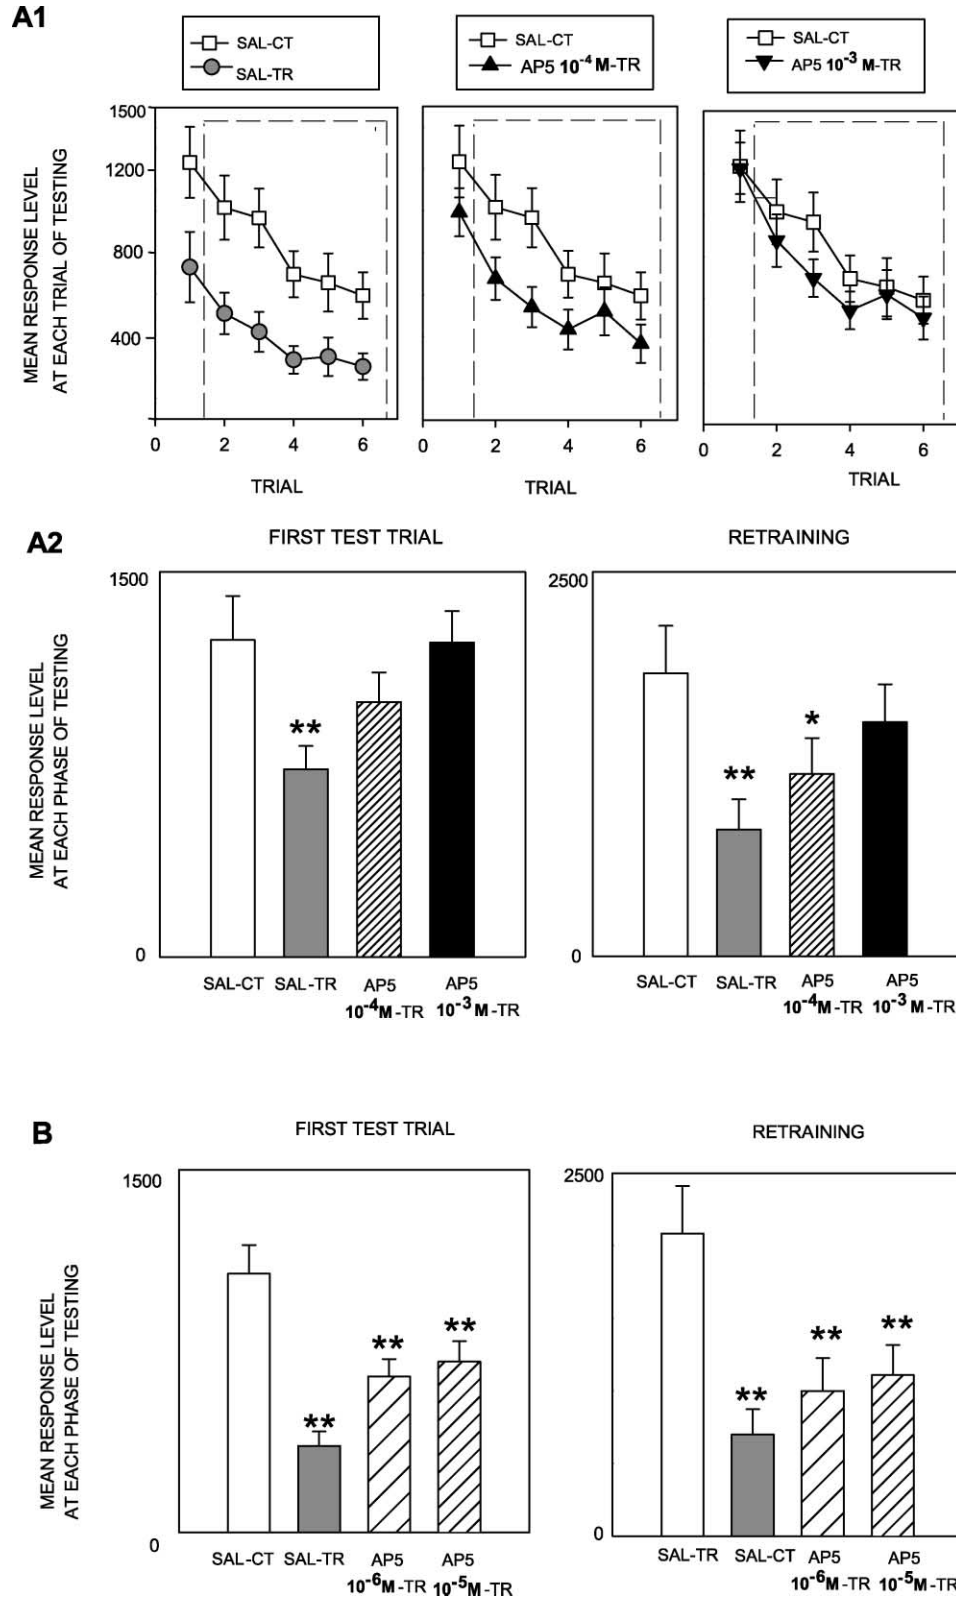 A1
SAL-CT
SAL-TR
SAL-CT
AP5 10-4 M-TR
SAL-CT
AP5 10-3 M-TR
MEAN RESPONSE LEVEL
AT EACH TRIAL OF TESTING
1500
1200
800
400
0 2 4 6
0 2 4 6
0 2 4 6
TRIAL
TRIAL
TRIAL
A2
FIRST TEST TRIAL
RETRAINING
MEAN RESPONSE LEVEL
AT EACH PHASE OF TESTING
1500
0
**
SAL-CT SAL-TR AP5 AP5
10-4M-TR 10-3 M-TR
2500
0
**
*
SAL-CT SAL-TR AP5 AP5
10-4M-TR 10-3 M-TR
B
FIRST TEST TRIAL
RETRAINING
MEAN RESPONSE LEVEL
AT EACH PHASE OF TESTING
1500
0
**
**
**
SAL-CT SAL-TR AP5 AP5
10-6M-TR 10-5M-TR
2500
0
**
**
**
SAL-TR SAL-CT AP5 AP5
10-6M-TR 10-5M-TR